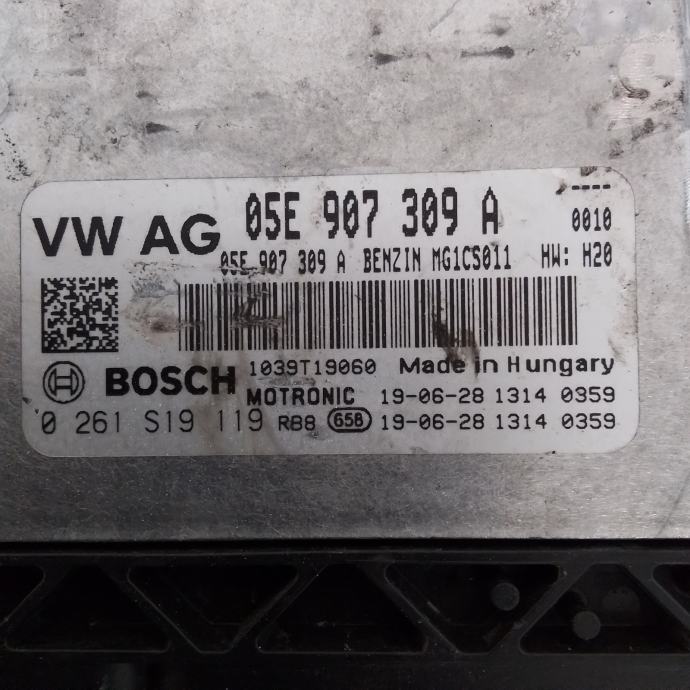 ----
VW AG 05E 907 309 A 0010
05E 907 309 A BENZIN MG1CS011 HW: H20
BOSCH 1039T19060 Made in Hungary
MOTRONIC 19-06-28 1314 0359
0 261 S19 119 RB8 658 19-06-28 1314 0359